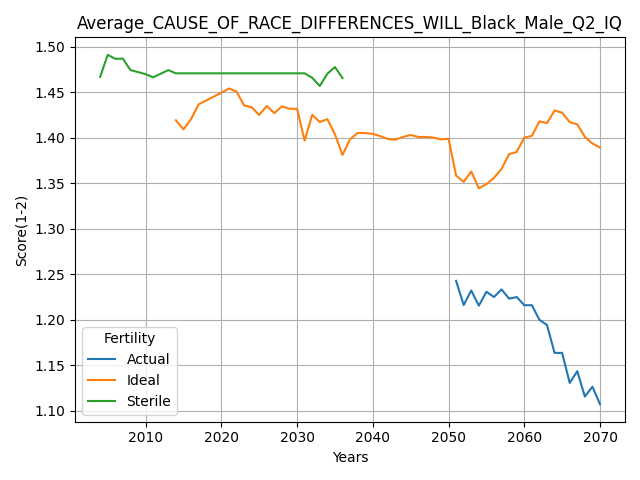 Average_CAUSE_OF_RACE_DIFFERENCES_WILL_Black_Male_Q2_IQ
1.50
1.45
1.40
1.35
1.30
1.25
1.20
1.15
1.10
Score(1-2)
Fertility
Actual
Ideal
Sterile
2010 2020 2030 2040 2050 2060 2070
Years